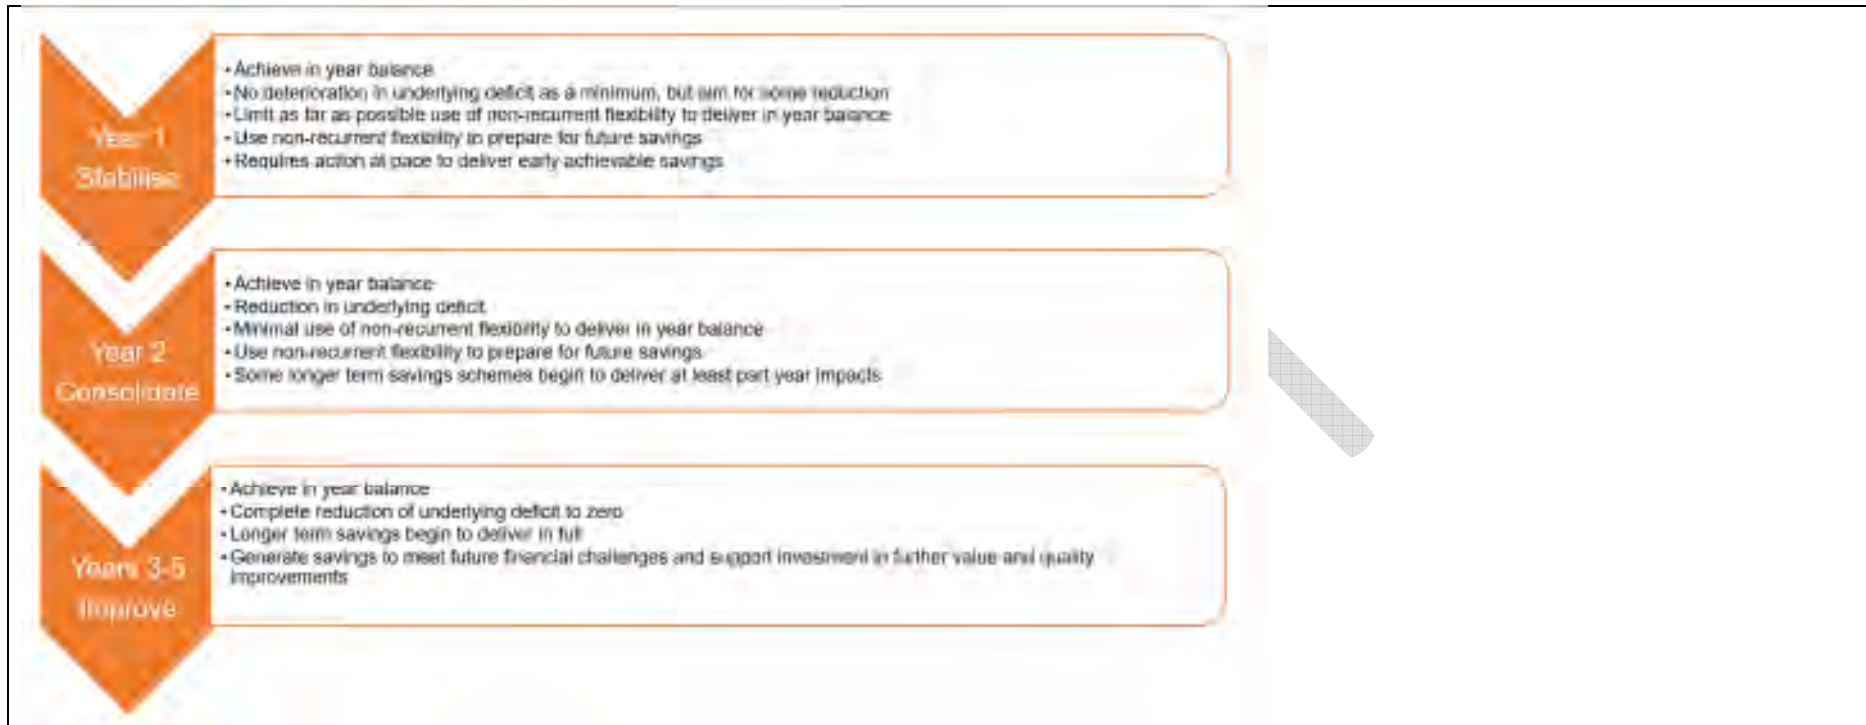 Year 1
Stabilise
• Achieve in year balance
• No deterioration in underlying deficit as a minimum, but aim for some reduction
• Limit as far as possible use of non-recurrent flexibility to deliver in year balance
• Use non-recurrent flexibility to prepare for future savings
• Requires action at pace to deliver early achievable savings
Year 2
Consolidate
• Achieve in year balance
• Reduction in underlying deficit
• Minimal use of non-recurrent flexibility to deliver in year balance
• Use non-recurrent flexibility to prepare for future savings
• Some longer term savings schemes begin to deliver at least part year impacts
Years 3-5
Improve
• Achieve in year balance
• Complete reduction of underlying deficit to zero
• Longer term savings begin to deliver in full
• Generate savings to meet future financial challenges and support investment in further value and quality
improvements